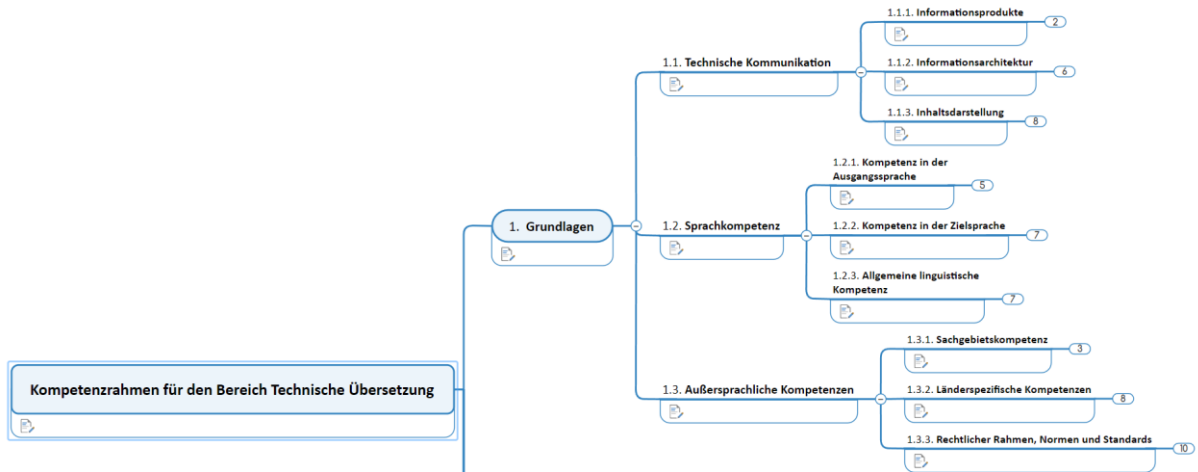 Kompetenzrahmen für den Bereich Technische Übersetzung
1. Grundlagen
1.1. Technische Kommunikation
1.1.1. Informationsprodukte
2
1.1.2. Informationsarchitektur
6
1.1.3. Inhaltsdarstellung
8
1.2. Sprachkompetenz
1.2.1. Kompetenz in der
Ausgangssprache
5
1.2.2. Kompetenz in der Zielsprache
7
1.2.3. Allgemeine linguistische
Kompetenz
7
1.3. Außersprachliche Kompetenzen
1.3.1. Sachgebietskompetenz
3
1.3.2. Länderspezifische Kompetenzen
8
1.3.3. Rechtlicher Rahmen, Normen und Standards
10